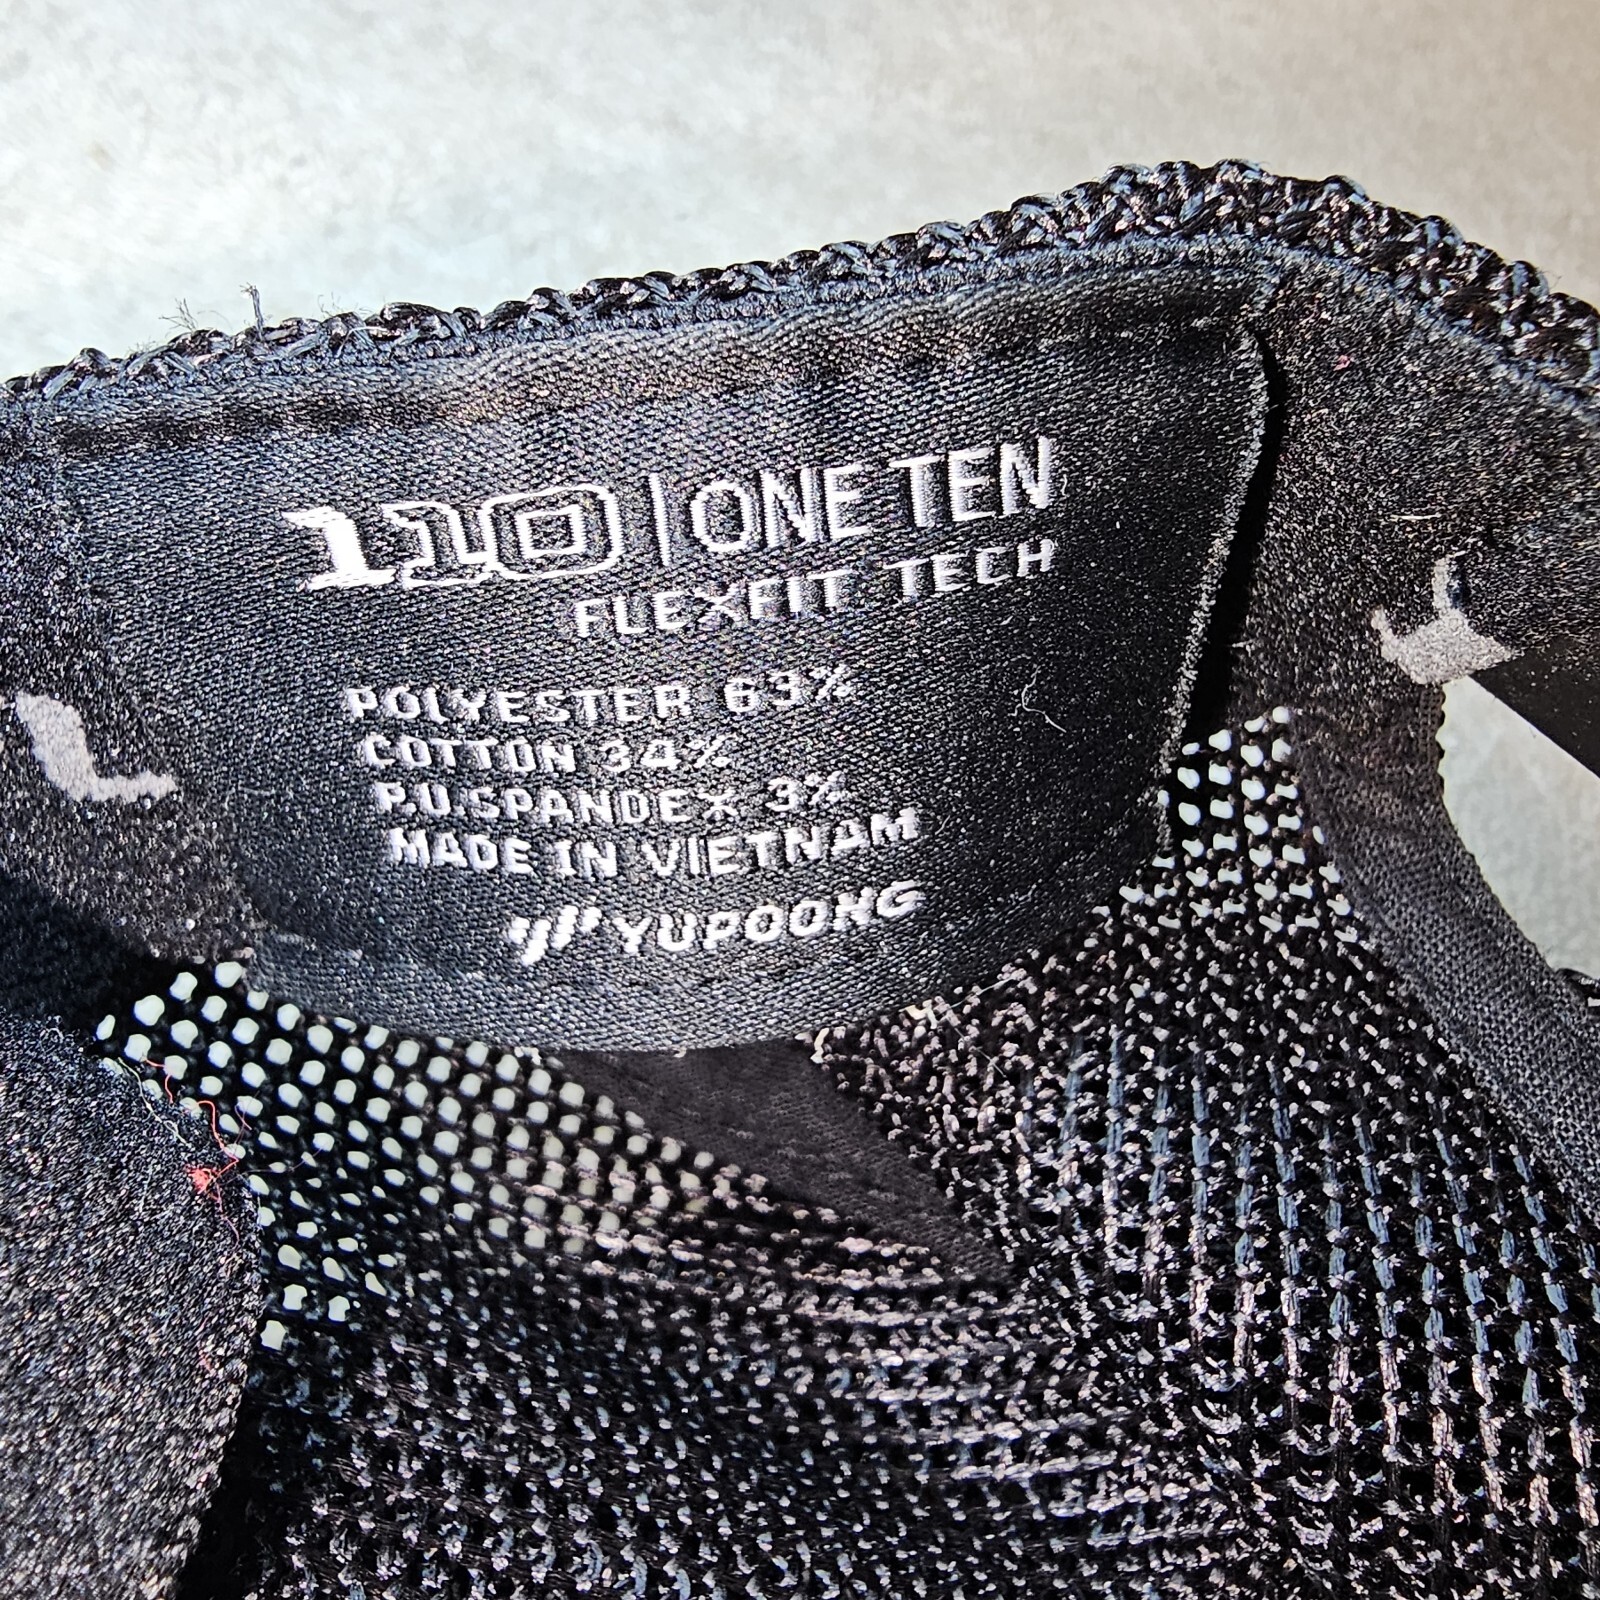 110 | ONE TEN
FLEXFIT TECH
POLYESTER 63%
COTTON 34%
P.U.SPANDEX 3%
MADE IN VIETNAM
YUPOONG